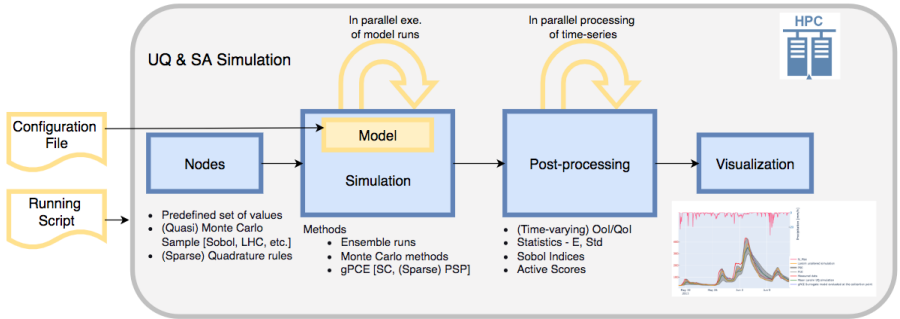 In parallel exe.
of model runs
In parallel processing
of time-series
HPC
UQ & SA Simulation
Configuration
File
Model
Nodes
Simulation
Post-processing
Visualization
Running
Script
• Predefined set of values
• (Quasi) Monte Carlo
Sample [Sobol, LHC, etc.]
• (Sparse) Quadrature rules
Methods
• Ensemble runs
• Monte Carlo methods
• gPCE [SC, (Sparse) PSP]
• (Time-varying) OoI/QoI
• Statistics - E, Std
• Sobol Indices
• Active Scores